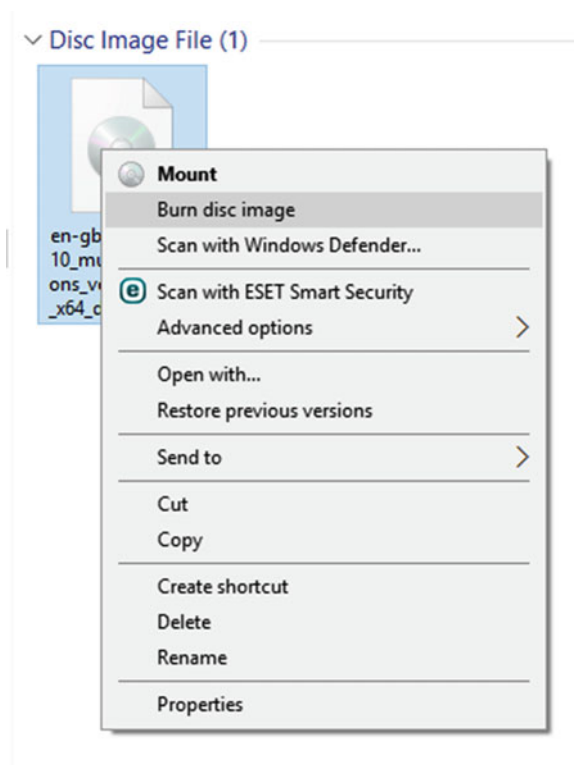 Disc Image File (1)
Mount
Burn disc image
en-gb
Scan with Windows Defender...
10_mu
ons_v
Scan with ESET Smart Security
_x64_d
Advanced options
Open with...
Restore previous versions
Send to
Cut
Copy
Create shortcut
Delete
Rename
Properties